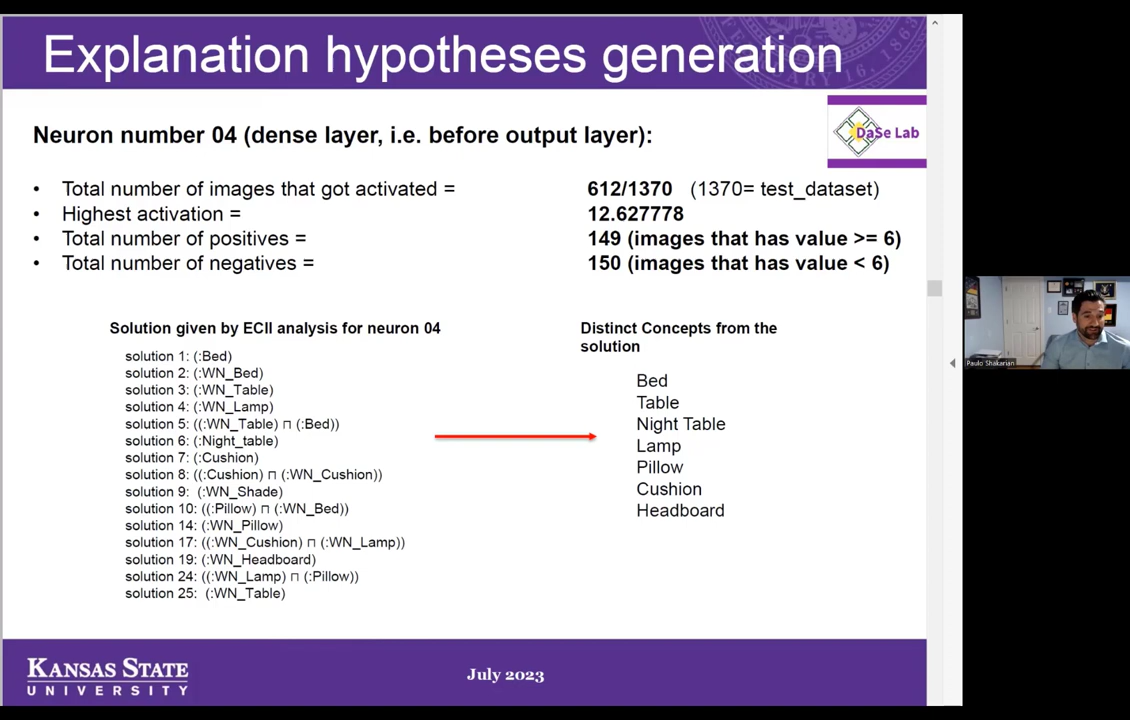 Explanation hypotheses generation
DaSe Lab
Neuron number 04 (dense layer, i.e. before output layer):
• Total number of images that got activated = 612/1370 (1370= test_dataset)
• Highest activation = 12.627778
• Total number of positives = 149 (images that has value >= 6)
• Total number of negatives = 150 (images that has value < 6)
Solution given by ECII analysis for neuron 04
solution 1: (:Bed)
solution 2: (:WN_Bed)
solution 3: (:WN_Table)
solution 4: (:WN_Lamp)
solution 5: ((:WN_Table) ⊓ (:Bed))
solution 6: (:Night_table)
solution 7: (:Cushion)
solution 8: ((:Cushion) ⊓ (:WN_Cushion))
solution 9: (:WN_Shade)
solution 10: ((:Pillow) ⊓ (:WN_Bed))
solution 14: (:WN_Pillow)
solution 17: ((:WN_Cushion) ⊓ (:WN_Lamp))
solution 19: (:WN_Headboard)
solution 24: ((:WN_Lamp) ⊓ (:Pillow))
solution 25: (:WN_Table)
Distinct Concepts from the
solution
Bed
Table
Night Table
Lamp
Pillow
Cushion
Headboard
Paulo Shakarian
KANSAS STATE
UNIVERSITY
July 2023